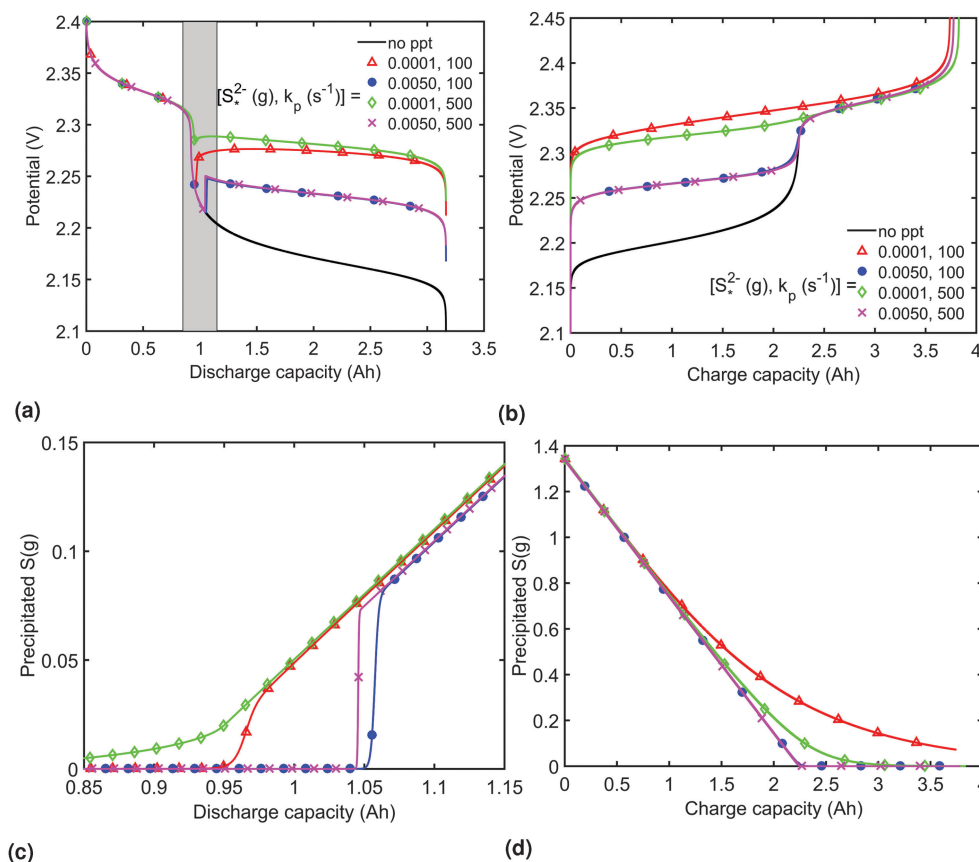 2.4
2.35
2.3
2.25
2.2
2.15
2.1
Potential (V)
0 0.5 1 1.5 2 2.5 3 3.5
Discharge capacity (Ah)
no ppt
0.0001, 100
0.0050, 100
0.0001, 500
0.0050, 500
[S*2- (g), kp (s-1)] =
(a)
2.45
2.4
2.35
2.3
2.25
2.2
2.15
2.1
Potential (V)
0 0.5 1 1.5 2 2.5 3 3.5 4
Charge capacity (Ah)
no ppt
0.0001, 100
0.0050, 100
0.0001, 500
0.0050, 500
[S*2- (g), kp (s-1)] =
(b)
0.15
0.1
0.05
0
Precipitated S(g)
0.85 0.9 0.95 1 1.05 1.1 1.15
Discharge capacity (Ah)
(c)
1.4
1.2
1
0.8
0.6
0.4
0.2
0
Precipitated S(g)
0 0.5 1 1.5 2 2.5 3 3.5 4
Charge capacity (Ah)
(d)